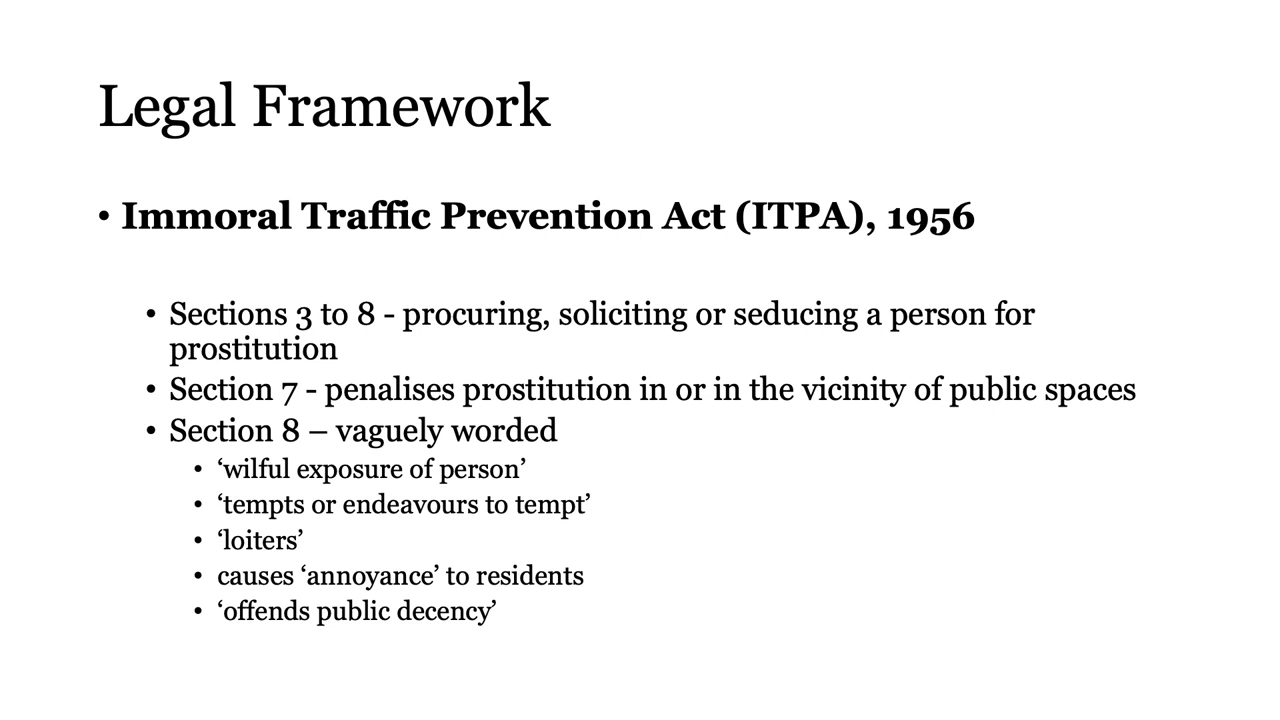 Legal Framework
• Immoral Traffic Prevention Act (ITPA), 1956
• Sections 3 to 8 - procuring, soliciting or seducing a person for
prostitution
• Section 7 - penalises prostitution in or in the vicinity of public spaces
• Section 8 – vaguely worded
• ‘wilful exposure of person’
• ‘tempts or endeavours to tempt’
• ‘loiters’
• causes ‘annoyance’ to residents
• ‘offends public decency’